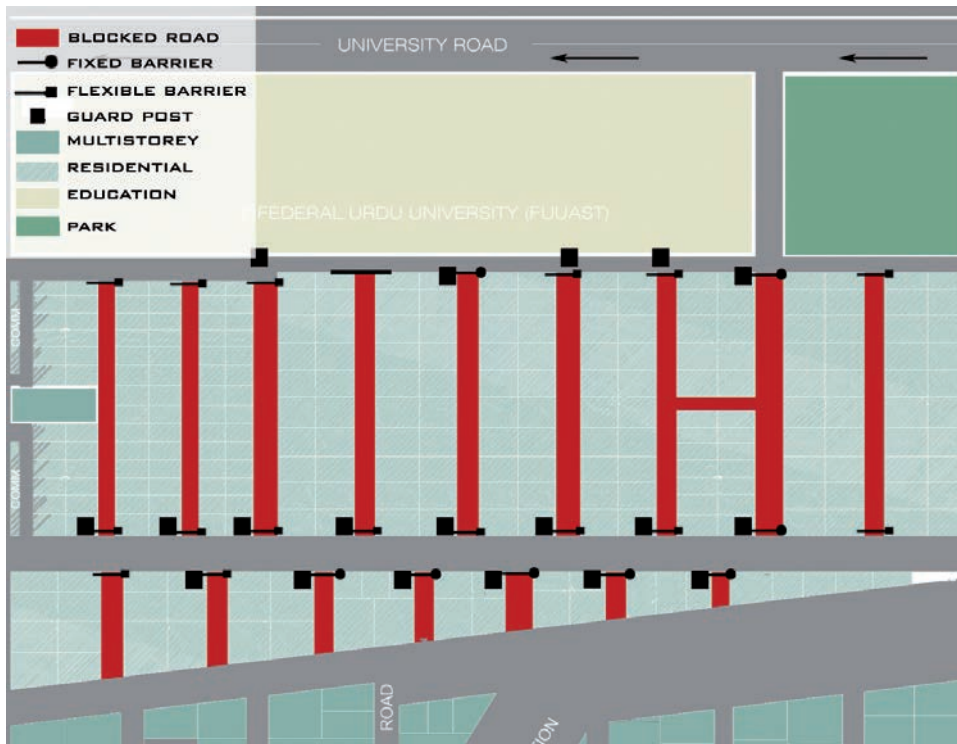 BLOCKED ROAD
UNIVERSITY ROAD
FIXED BARRIER
FLEXIBLE BARRIER
GUARD POST
MULTISTOREY
RESIDENTIAL
EDUCATION
FEDERAL URDU UNIVERSITY (FUUAST)
PARK
COMM
COMM
ROAD
TION